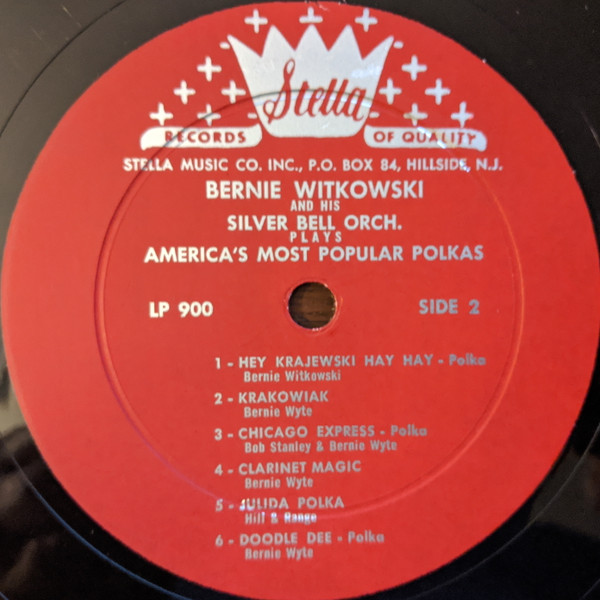 Stella
RECORDS OF QUALITY
STELLA MUSIC CO. INC., P.O. BOX 84, HILLSIDE, N.J.
BERNIE WITKOWSKI
AND HIS
SILVER BELL ORCH.
PLAYS
AMERICA'S MOST POPULAR POLKAS
LP 900 SIDE 2
1 - HEY KRAJEWSKI HAY HAY - Polka
Bernie Witkowski
2 - KRAKOWIAK
Bernie Wyte
3 - CHICAGO EXPRESS - Polka
Bob Stanley & Bernie Wyte
4 - CLARINET MAGIC
Bernie Wyte
5 - JULIDA POLKA
Hill & Range
6 - DOODLE DEE - Polka
Bernie Wyte